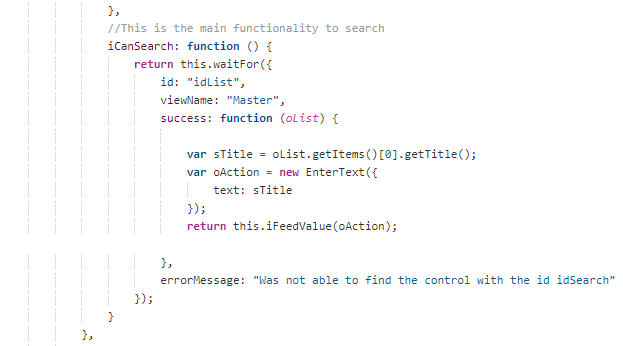 },
//This is the main functionality to search
iCanSearch: function () {
return this.waitFor({
id: "idList",
viewName: "Master",
success: function (oList) {
var sTitle = oList.getItems()[0].getTitle();
var oAction = new EnterText({
text: sTitle
});
return this.iFeedValue(oAction);
},
errorMessage: "Was not able to find the control with the id idSearch"
});
}
},